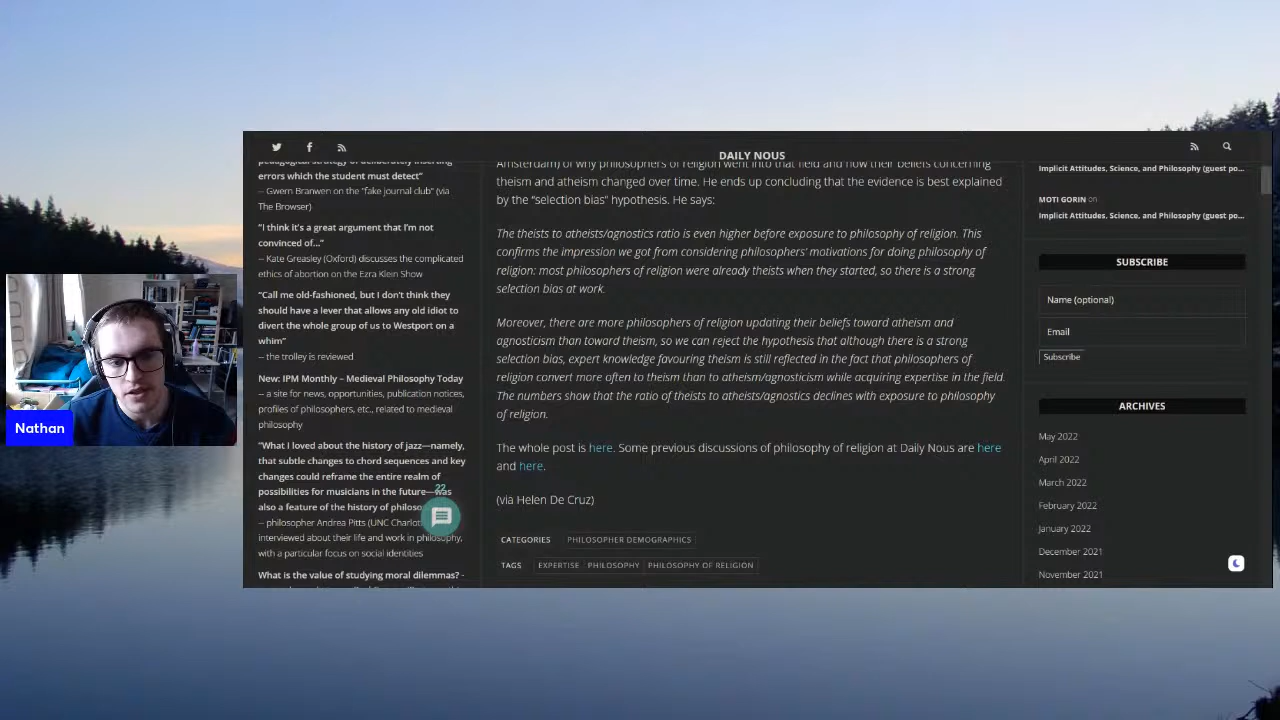 DAILY NOUS
pedagogical strategy of deliberately inserting
errors which the student must detect”
– Gwern Branwen on the “fake journal club” (via
The Browser)
“I think it’s a great argument that I’m not
convinced of…”
– Kate Greasley (Oxford) discusses the complicated
ethics of abortion on the Ezra Klein Show
“Call me old-fashioned, but I don’t think they
should have a lever that allows any old idiot to
divert the whole group of us to Westport on a
whim”
– the trolley is reviewed
New: IPM Monthly – Medieval Philosophy Today
– a site for news, opportunities, publication notices,
profiles of philosophers, etc., related to medieval
philosophy
“What I loved about the history of jazz—namely,
that subtle changes to chord sequences and key
changes could reframe the entire realm of
possibilities for musicians in the future—was
also a feature of the history of
– philosopher Andrea Pitts (UNC
interviewed about their life and work in philosophy,
with a particular focus on social identities
What is the value of studying moral dilemmas? -
22
Amsterdam) of why philosophers of religion went into that field and how their beliefs concerning
theism and atheism changed over time. He ends up concluding that the evidence is best explained
by the “selection bias” hypothesis. He says:
The theists to atheists/agnostics ratio is even higher before exposure to philosophy of religion. This
confirms the impression we got from considering philosophers’ motivations for doing philosophy of
religion: most philosophers of religion were already theists when they started, so there is a strong
selection bias at work.
Moreover, there are more philosophers of religion updating their beliefs toward atheism and
agnosticism than toward theism, so we can reject the hypothesis that although there is a strong
selection bias, expert knowledge favouring theism is still reflected in the fact that philosophers of
religion convert more often to theism than to atheism/agnosticism while acquiring expertise in the field.
The numbers show that the ratio of theists to atheists/agnostics declines with exposure to philosophy
of religion.
The whole post is here. Some previous discussions of philosophy of religion at Daily Nous are here
and here.
(via Helen De Cruz)
CATEGORIES PHILOSOPHER DEMOGRAPHICS
TAGS EXPERTISE PHILOSOPHY PHILOSOPHY OF RELIGION
Implicit Attitudes, Science, and Philosophy (guest po...
MOTI GORIN on
Implicit Attitudes, Science, and Philosophy (guest po...
SUBSCRIBE
Name (optional)
Email
Subscribe
ARCHIVES
May 2022
April 2022
March 2022
February 2022
January 2022
December 2021
November 2021
Nathan